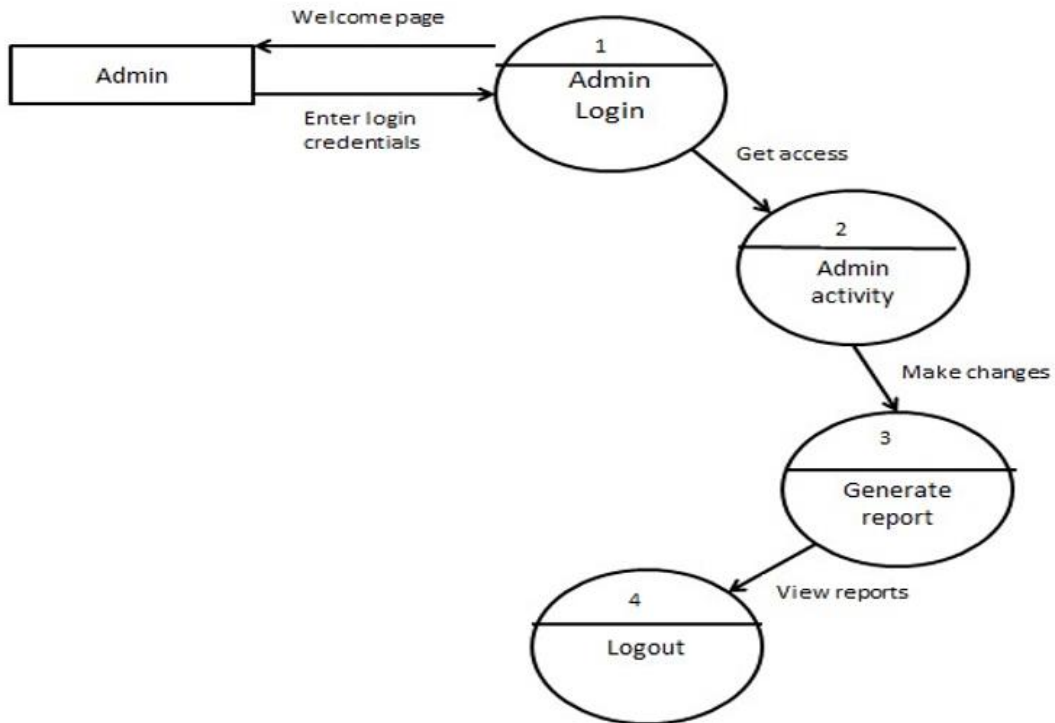 Welcome page
Admin
Enter login
credentials
1
Admin
Login
Get access
2
Admin
activity
Make changes
3
Generate
report
View reports
4
Logout